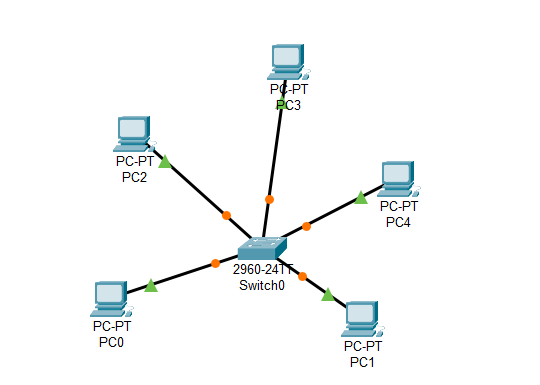 PC-PT
PC3
PC-PT
PC2
PC-PT
PC4
2960-24TT
Switch0
PC-PT
PC0
PC-PT
PC1